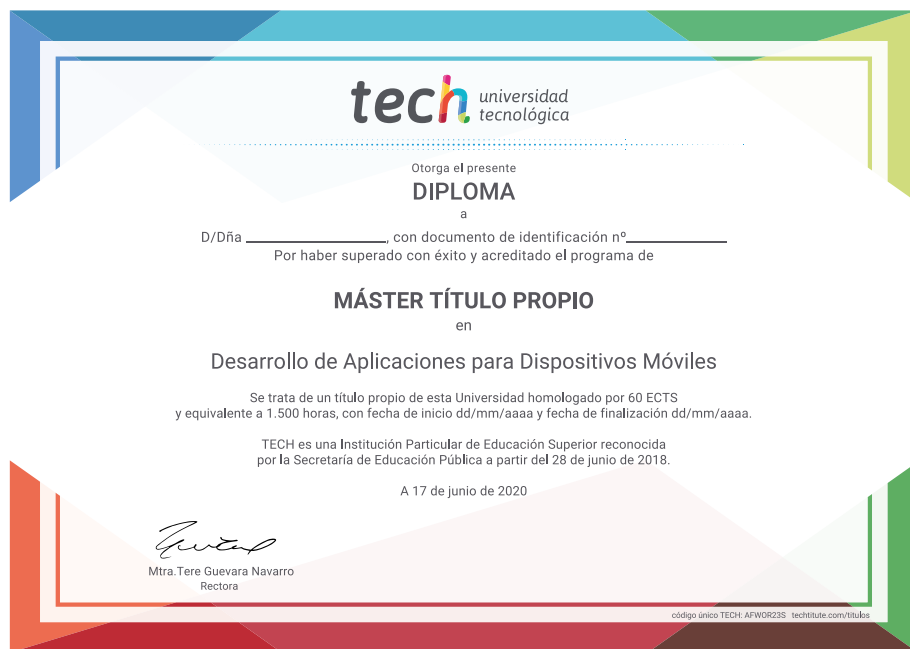 tech universidad
tecnológica
Otorga el presente
DIPLOMA
a
D/Dña ________________, con documento de identificación nº____________
Por haber superado con éxito y acreditado el programa de
MÁSTER TÍTULO PROPIO
en
Desarrollo de Aplicaciones para Dispositivos Móviles
Se trata de un título propio de esta Universidad homologado por 60 ECTS
y equivalente a 1.500 horas, con fecha de inicio dd/mm/aaaa y fecha de finalización dd/mm/aaaa.
TECH es una Institución Particular de Educación Superior reconocida
por la Secretaría de Educación Pública a partir del 28 de junio de 2018.
A 17 de junio de 2020
Mtra.Tere Guevara Navarro
Rectora
código único TECH: AFWOR23S techtitute.com/titulos